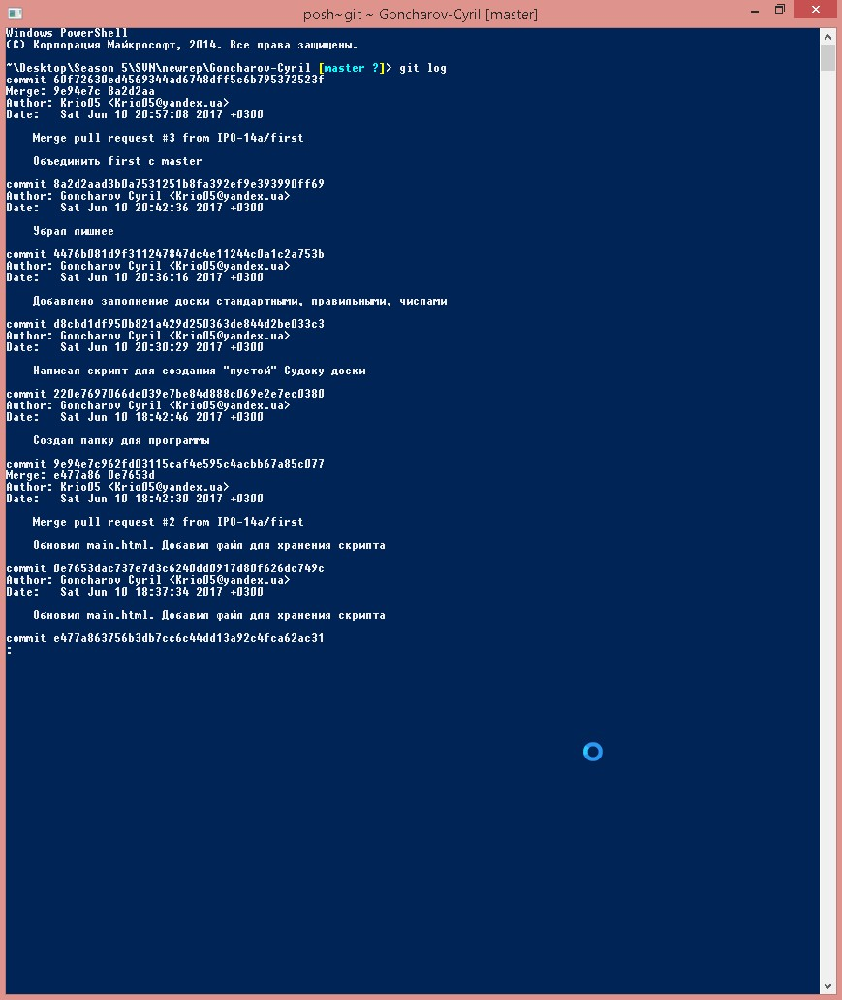 posh~git ~ Goncharov-Cyril [master]
Windows PowerShell
(C) Корпорация Майкрософт, 2014. Все права защищены.
~\Desktop\Season 5\SVN\newrep\Goncharov-Cyril [master ?]> git log
commit 60f72630ed4569344ad6748dff5c6b795372523f
Merge: 9e94e7c 8a2d2aa
Author: Krio05 <Krio05@yandex.ua>
Date:   Sat Jun 10 20:57:08 2017 +0300
Merge pull request #3 from IPO-14a/first
Объединить first с master
commit 8a2d2aad3b0a7531251b8fa392ef9e393990ff69
Author: Goncharov Cyril <Krio05@yandex.ua>
Date:   Sat Jun 10 20:42:36 2017 +0300
Убрал лишнее
commit 4476b081d9f311247847dc4e11244c0a1c2a753b
Author: Goncharov Cyril <Krio05@yandex.ua>
Date:   Sat Jun 10 20:36:16 2017 +0300
Добавлено заполнение доски стандартными, правильными, числами
commit d8cbd1df950b821a429d250363de844d2be033c3
Author: Goncharov Cyril <Krio05@yandex.ua>
Date:   Sat Jun 10 20:30:29 2017 +0300
Написал скрипт для создания "пустой" Судоку доски
commit 220e7697066de039e7be84d888c069e2e7ec0380
Author: Goncharov Cyril <Krio05@yandex.ua>
Date:   Sat Jun 10 18:42:46 2017 +0300
Создал папку для программы
commit 9e94e7c962fd03115caf4e595c4acbb67a85c077
Merge: e477a86 0e7653d
Author: Krio05 <Krio05@yandex.ua>
Date:   Sat Jun 10 18:42:30 2017 +0300
Merge pull request #2 from IPO-14a/first
Обновил main.html. Добавил файл для хранения скрипта
commit 0e7653dac737e7d3c6240dd0917d80f626dc749c
Author: Goncharov Cyril <Krio05@yandex.ua>
Date:   Sat Jun 10 18:37:34 2017 +0300
Обновил main.html. Добавил файл для хранения скрипта
commit e477a863756b3db7cc6c44dd13a92c4fca62ac31
: